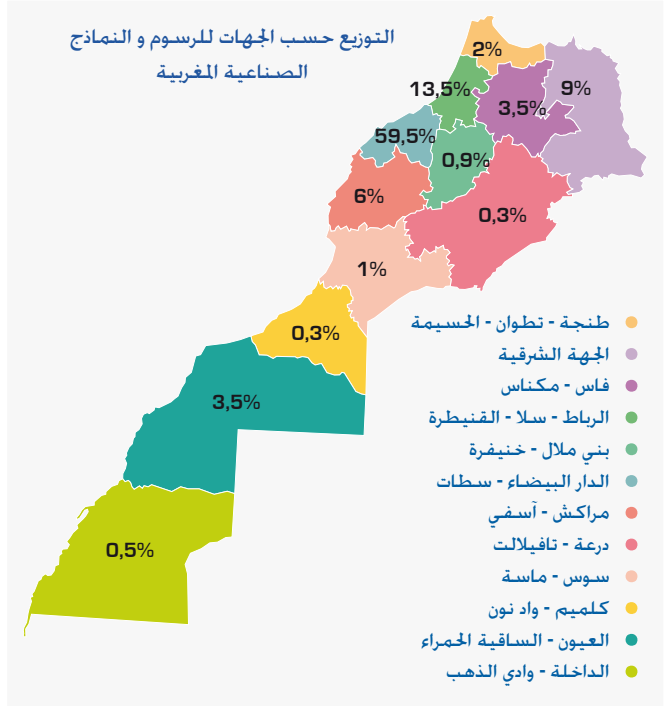 التوزيع حسب الجهات للرسوم و النماذج
الصناعية المغربية
2%
9%
13,5%
3,5%
59,5%
0,9%
6%
0,3%
1%
0,3%
3,5%
0,5%
طنجة - تطوان - الحسيمة
الجهة الشرقية
فاس - مكناس
الرباط - سلا - القنيطرة
بني ملال - خنيفرة
الدار البيضاء - سطات
مراكش - آسفي
درعة - تافيلالت
سوس - ماسة
كلميم - واد نون
العيون - الساقية الحمراء
الداخلة - وادي الذهب